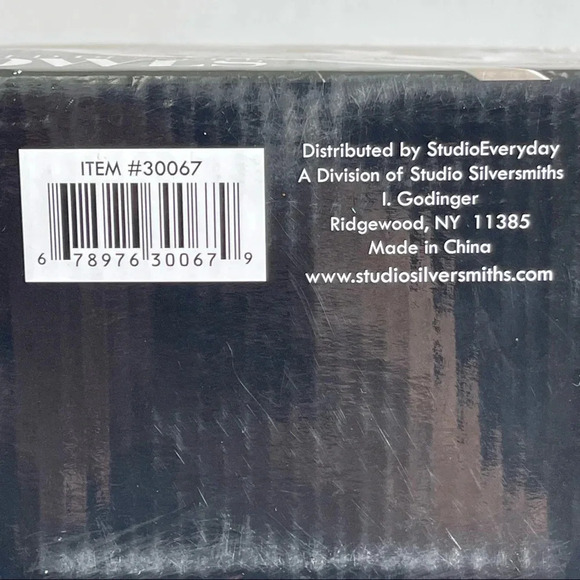 ITEM #30067
6 78976 30067 9
Distributed by StudioEveryday
A Division of Studio Silversmiths
I. Godinger
Ridgewood, NY 11385
Made in China
www.studiosilversmiths.com